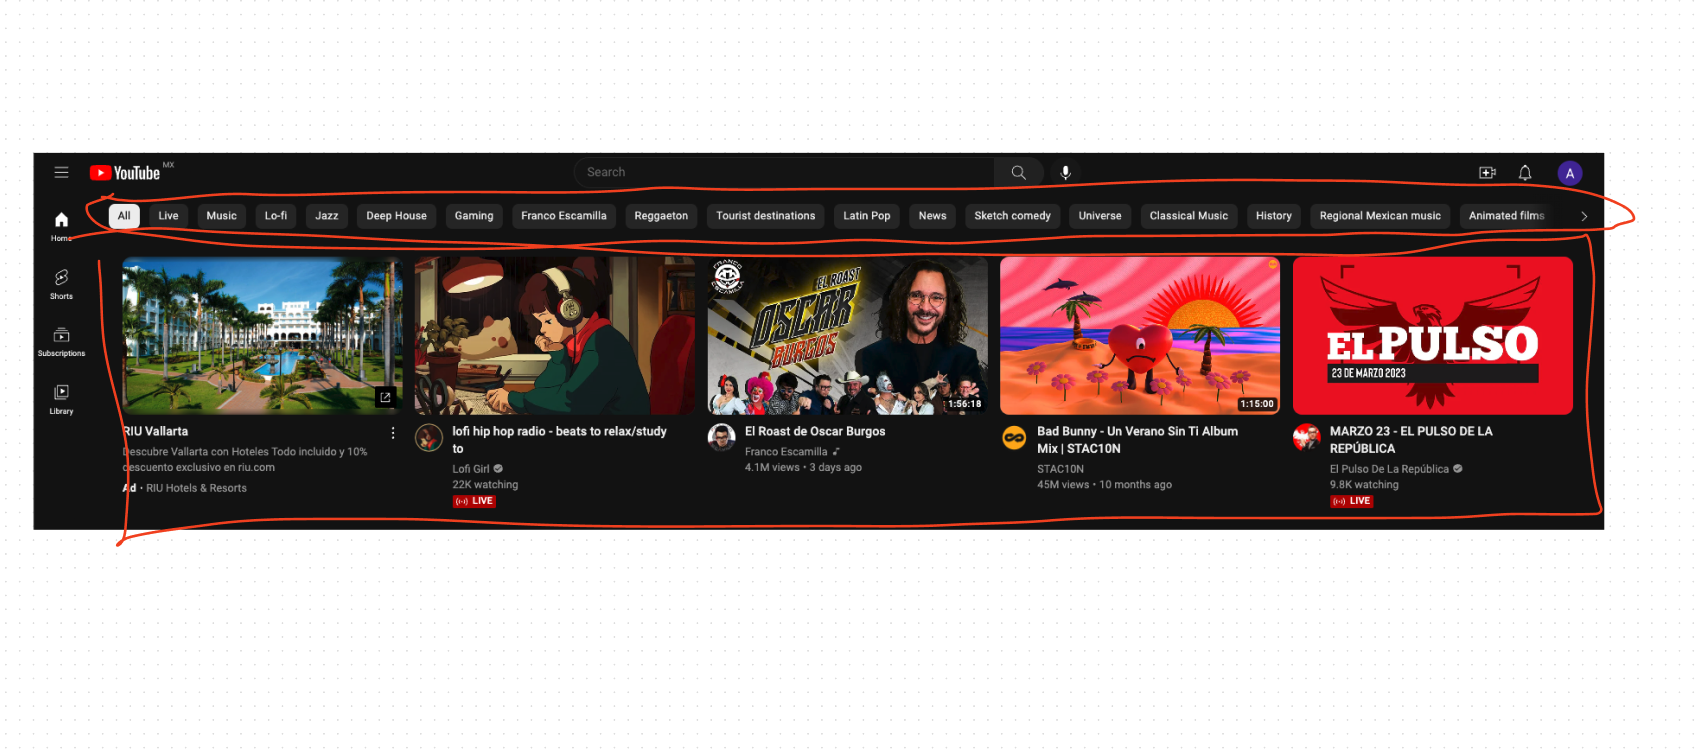 YouTube MX
Search
A
All Live Music Lo-fi Jazz Deep House Gaming Franco Escamilla Reggaeton Tourist destinations Latin Pop News Sketch comedy Universe Classical Music History Regional Mexican music Animated films
Home
Shorts
Subscriptions
Library
RIU Vallarta
Descubre Vallarta con Hoteles Todo incluido y 10%
descuento exclusivo en riu.com
Ad • RIU Hotels & Resorts
lofi hip hop radio - beats to relax/study
to
Lofi Girl
22K watching
LIVE
FRANCO
ESCAMILLA
EL ROAST
OSCAR
BURGOS
1:56:18
El Roast de Oscar Burgos
Franco Escamilla
4.1M views • 3 days ago
1:15:00
Bad Bunny - Un Verano Sin Ti Album
Mix | STAC10N
STAC10N
45M views • 10 months ago
EL PULSO
23 DE MARZO 2023
MARZO 23 - EL PULSO DE LA
REPÚBLICA
El Pulso De La República
9.8K watching
LIVE